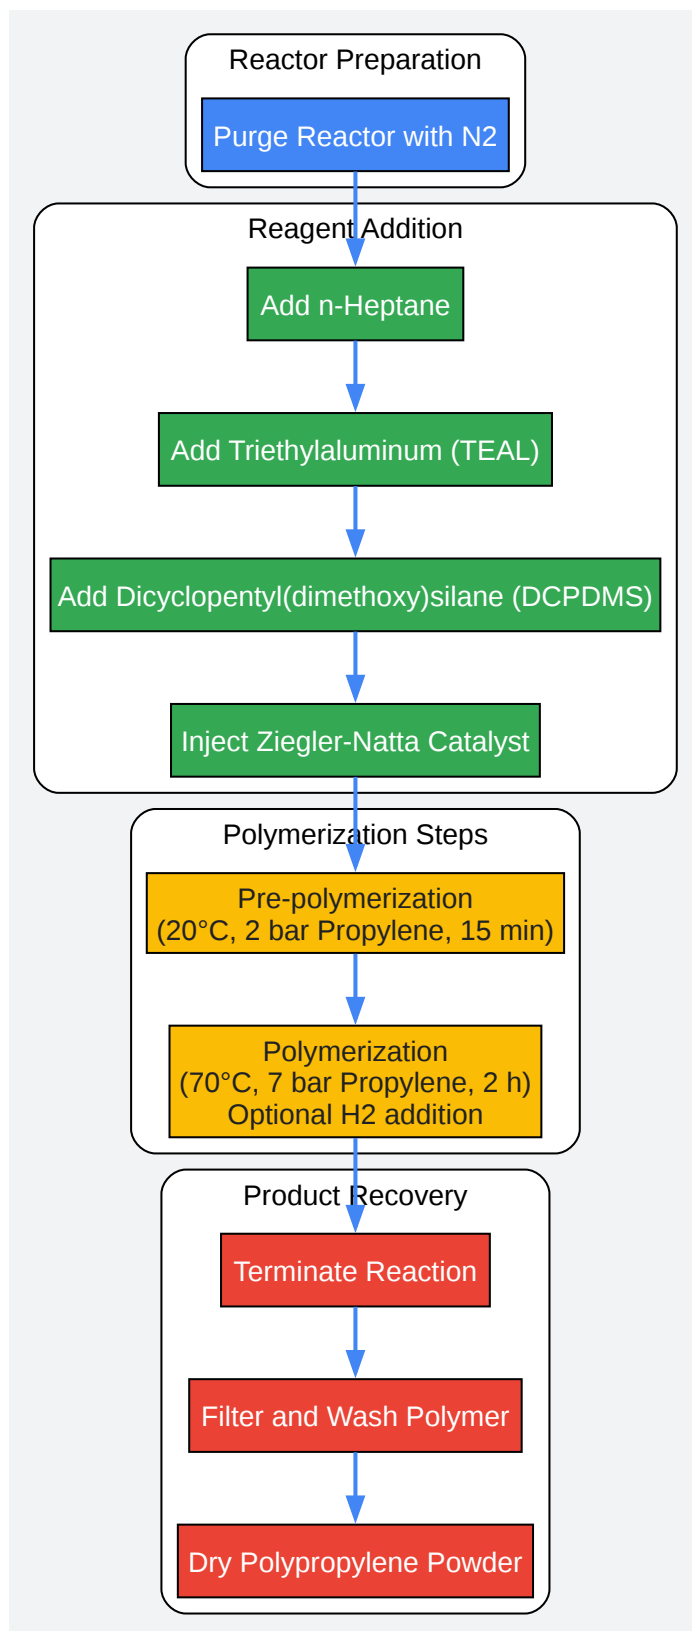 Reactor Preparation
Purge Reactor with N2
Reagent Addition
Add n-Heptane
Add Triethylaluminum (TEAL)
Add Dicyclopentyl(dimethoxy)silane (DCPDMS)
Inject Ziegler-Natta Catalyst
Polymerization Steps
Pre-polymerization
(20°C, 2 bar Propylene, 15 min)
Polymerization
(70°C, 7 bar Propylene, 2 h)
Optional H2 addition
Product Recovery
Terminate Reaction
Filter and Wash Polymer
Dry Polypropylene Powder